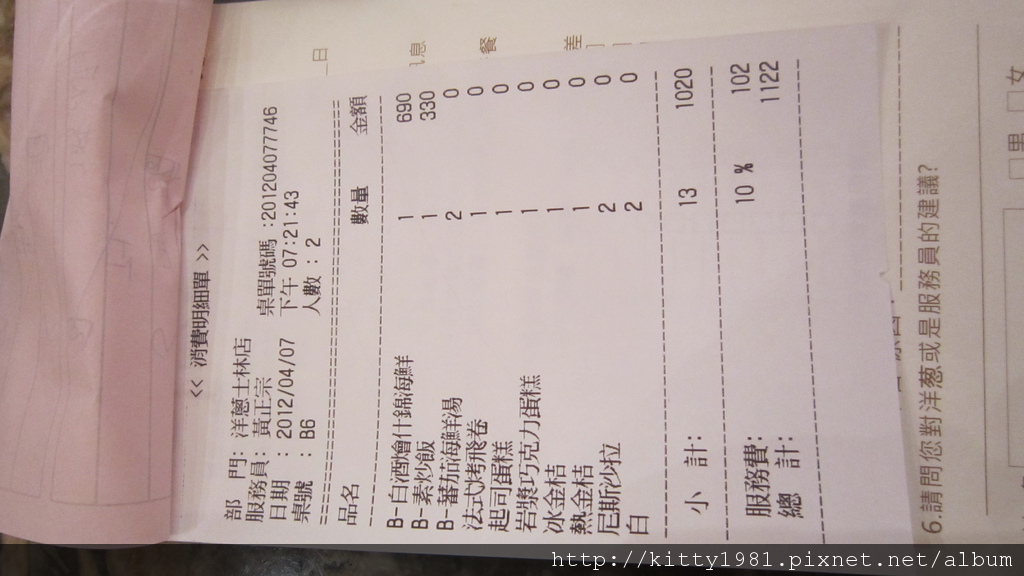 << 消費明細單 >>
部　門: 洋蔥士林店
服務員: 黃正宗 桌單號碼 :201204077746
日期 : 2012/04/07 下午 07:21:43
桌號 : B6 人數 : 2
品名 數量 金額
B-白酒燴什錦海鮮 1 690
B-素炒飯 1 330
B-蕃茄海鮮湯 2 0
法式烤飛卷 1 0
起司蛋糕 1 0
岩漿巧克力蛋糕 1 0
冰金桔 1 0
熱金桔 1 0
尼斯沙拉 2 0
白 2 0
小　計: 13 1020
服務費: 10 % 102
總　計: 1122
6.請問您對洋葱或是服務員的建議?
□男 □女
http://kitty1981.pixnet.net/album